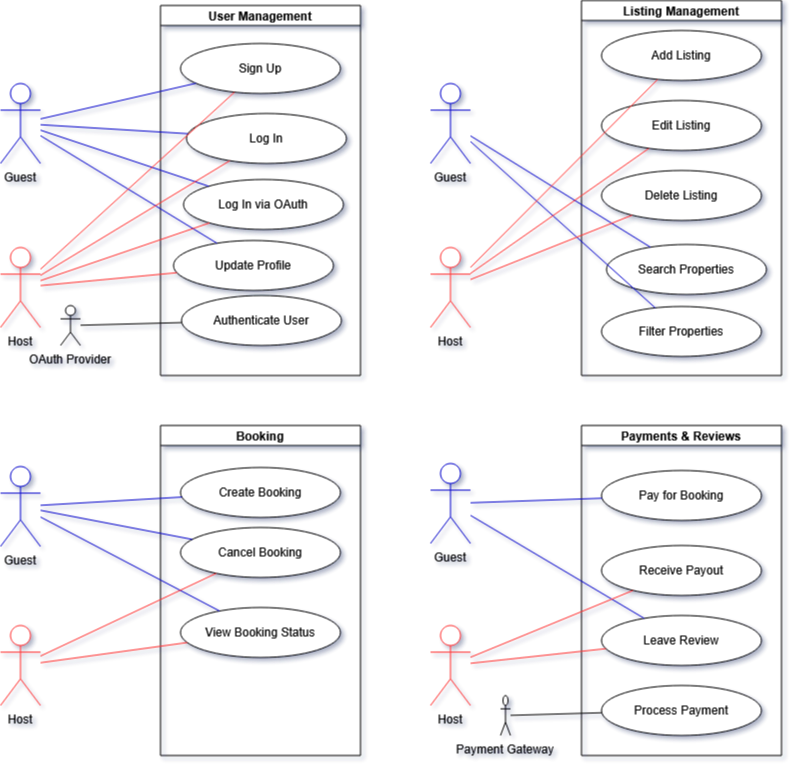 User Management
Sign Up
Log In
Log In via OAuth
Update Profile
Authenticate User
Guest
Host
OAuth Provider
Listing Management
Add Listing
Edit Listing
Delete Listing
Search Properties
Filter Properties
Guest
Host
Booking
Create Booking
Cancel Booking
View Booking Status
Guest
Host
Payments & Reviews
Pay for Booking
Receive Payout
Leave Review
Process Payment
Guest
Host
Payment Gateway